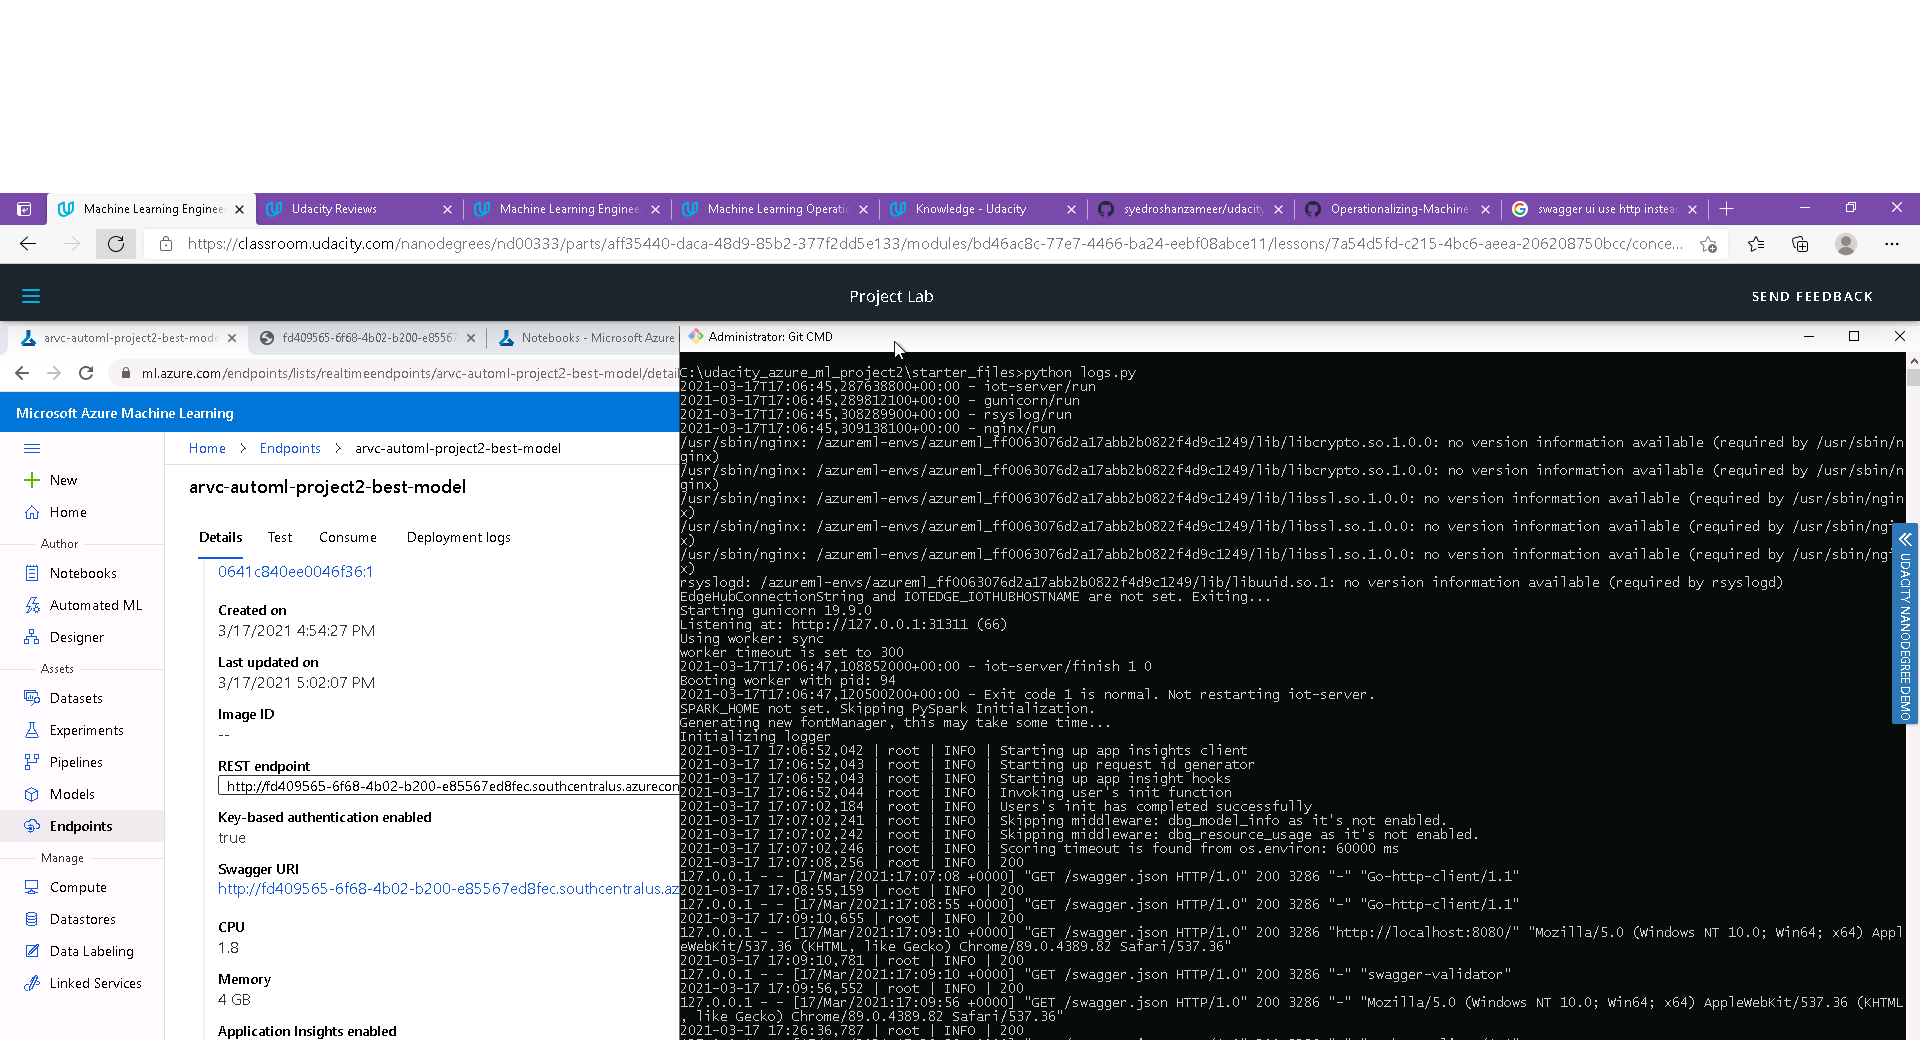 Machine Learning Enginee
Udacity Reviews
Machine Learning Enginee
Machine Learning Operatio
Knowledge - Udacity
syedroshanzameer/udacity
Operationalizing-Machine
swagger ui use http instea
https://classroom.udacity.com/nanodegrees/nd00333/parts/aff35440-daca-48d9-85b2-377f2dd5e133/modules/bd46ac8c-77e7-4466-ba24-eebf08abce11/lessons/7a54d5fd-c215-4bc6-aeea-206208750bcc/conce...
Project Lab
SEND FEEDBACK
arvc-automl-project2-best-mode
fd409565-6f68-4b02-b200-e85567
Notebooks - Microsoft Azure
ml.azure.com/endpoints/lists/realtimeendpoints/arvc-automl-project2-best-model/detai
Microsoft Azure Machine Learning
New
Home
Author
Notebooks
Automated ML
Designer
Assets
Datasets
Experiments
Pipelines
Models
Endpoints
Manage
Compute
Datastores
Data Labeling
Linked Services
Home > Endpoints > arvc-automl-project2-best-model
arvc-automl-project2-best-model
Details Test Consume Deployment logs
0641c840ee0046f36:1
Created on
3/17/2021 4:54:27 PM
Last updated on
3/17/2021 5:02:07 PM
Image ID
--
REST endpoint
http://fd409565-6f68-4b02-b200-e85567ed8fec.southcentralus.azurecon
Key-based authentication enabled
true
Swagger URI
http://fd409565-6f68-4b02-b200-e85567ed8fec.southcentralus.az
CPU
1.8
Memory
4 GB
Application Insights enabled
Administrator: Git CMD
C:\udacity_azure_ml_project2\starter_files>python logs.py
2021-03-17T17:06:45,287638800+00:00 - iot-server/run
2021-03-17T17:06:45,289812100+00:00 - gunicorn/run
2021-03-17T17:06:45,308289900+00:00 - rsyslog/run
2021-03-17T17:06:45,309138100+00:00 - nginx/run
/usr/sbin/nginx: /azureml-envs/azureml_ff0063076d2a17abb2b0822f4d9c1249/lib/libcrypto.so.1.0.0: no version information available (required by /usr/sbin/n
ginx)
/usr/sbin/nginx: /azureml-envs/azureml_ff0063076d2a17abb2b0822f4d9c1249/lib/libcrypto.so.1.0.0: no version information available (required by /usr/sbin/n
ginx)
/usr/sbin/nginx: /azureml-envs/azureml_ff0063076d2a17abb2b0822f4d9c1249/lib/libssl.so.1.0.0: no version information available (required by /usr/sbin/ngin
x)
/usr/sbin/nginx: /azureml-envs/azureml_ff0063076d2a17abb2b0822f4d9c1249/lib/libssl.so.1.0.0: no version information available (required by /usr/sbin/ngi
x)
/usr/sbin/nginx: /azureml-envs/azureml_ff0063076d2a17abb2b0822f4d9c1249/lib/libssl.so.1.0.0: no version information available (required by /usr/sbin/ngi
x)
rsyslogd: /azureml-envs/azureml_ff0063076d2a17abb2b0822f4d9c1249/lib/libuuid.so.1: no version information available (required by rsyslogd)
EdgeHubConnectionString and IOTEDGE_IOTHUBHOSTNAME are not set. Exiting...
Starting gunicorn 19.9.0
Listening at: http://127.0.0.1:31311 (66)
Using worker: sync
worker timeout is set to 300
2021-03-17T17:06:47,108852000+00:00 - iot-server/finish 1 0
Booting worker with pid: 94
2021-03-17T17:06:47,120500200+00:00 - Exit code 1 is normal. Not restarting iot-server.
SPARK_HOME not set. Skipping PySpark Initialization.
Generating new fontManager, this may take some time...
Initializing logger
2021-03-17 17:06:52,042 | root | INFO | Starting up app insights client
2021-03-17 17:06:52,043 | root | INFO | Starting up request id generator
2021-03-17 17:06:52,043 | root | INFO | Starting up app insight hooks
2021-03-17 17:06:52,044 | root | INFO | Invoking user's init function
2021-03-17 17:07:02,184 | root | INFO | Users's init has completed successfully
2021-03-17 17:07:02,241 | root | INFO | Skipping middleware: dbg_model_info as it's not enabled.
2021-03-17 17:07:02,242 | root | INFO | Skipping middleware: dbg_resource_usage as it's not enabled.
2021-03-17 17:07:02,246 | root | INFO | Scoring timeout is found from os.environ: 60000 ms
2021-03-17 17:07:08,256 | root | INFO | 200
127.0.0.1 - - [17/Mar/2021:17:07:08 +0000] "GET /swagger.json HTTP/1.0" 200 3286 "-" "Go-http-client/1.1"
2021-03-17 17:08:55,159 | root | INFO | 200
127.0.0.1 - - [17/Mar/2021:17:08:55 +0000] "GET /swagger.json HTTP/1.0" 200 3286 "-" "Go-http-client/1.1"
2021-03-17 17:09:10,655 | root | INFO | 200
127.0.0.1 - - [17/Mar/2021:17:09:10 +0000] "GET /swagger.json HTTP/1.0" 200 3286 "http://localhost:8080/" "Mozilla/5.0 (Windows NT 10.0; Win64; x64) Appl
eWebKit/537.36 (KHTML, like Gecko) Chrome/89.0.4389.82 Safari/537.36"
2021-03-17 17:09:10,781 | root | INFO | 200
127.0.0.1 - - [17/Mar/2021:17:09:10 +0000] "GET /swagger.json HTTP/1.0" 200 3286 "-" "swagger-validator"
2021-03-17 17:09:56,552 | root | INFO | 200
127.0.0.1 - - [17/Mar/2021:17:09:56 +0000] "GET /swagger.json HTTP/1.0" 200 3286 "-" "Mozilla/5.0 (Windows NT 10.0; Win64; x64) AppleWebKit/537.36 (KHTML
, like Gecko) Chrome/89.0.4389.82 Safari/537.36"
2021-03-17 17:26:36,787 | root | INFO | 200
UDACITY NANODEGREE DEMO